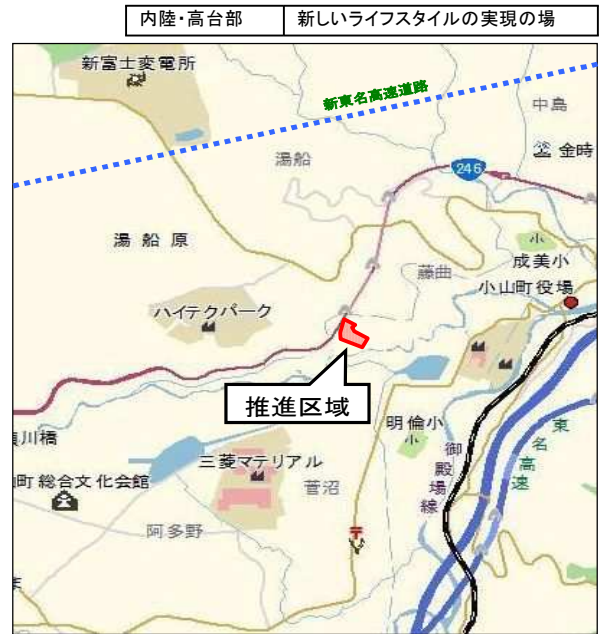 内陸・高台部 新しいライフスタイルの実現の場
新富士変電所
新東名高速道路
中島
湯船
金時
246
湯船原
小
成美小
藤曲
小山町役場
ハイテクパーク
推進区域
川橋
明倫小
小
御殿場線
東名高速
三菱マテリアル
町総合文化会館
菅沼
阿多野
〒